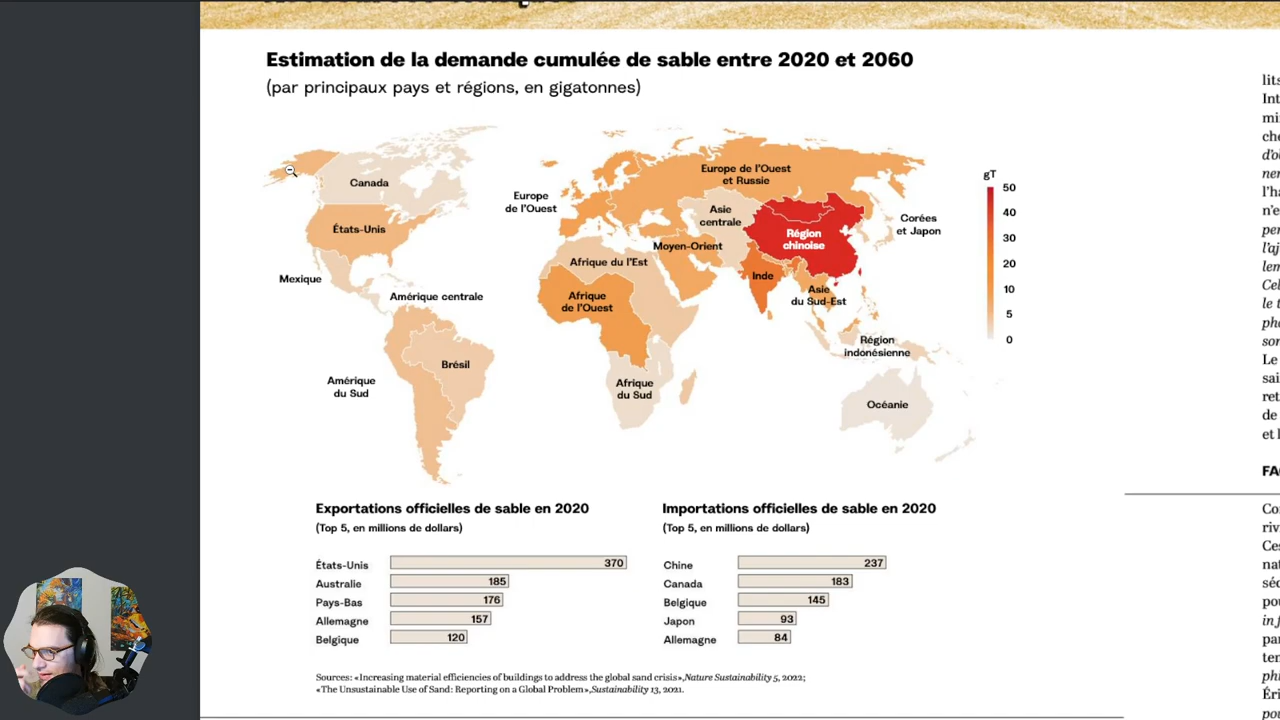 Estimation de la demande cumulée de sable entre 2020 et 2060
(par principaux pays et régions, en gigatonnes)
Canada
États-Unis
Mexique
Amérique centrale
Brésil
Amérique
du Sud
Europe
de l'Ouest
Europe de l'Ouest
et Russie
Asie
centrale
Région
chinoise
Corées
et Japon
Moyen-Orient
Afrique du l'Est
Afrique
de l'Ouest
Inde
Asie
du Sud-Est
Région
indonésienne
Afrique
du Sud
Océanie
gT
50
40
30
20
10
5
0
Exportations officielles de sable en 2020
(Top 5, en millions de dollars)
États-Unis 370
Australie 185
Pays-Bas 176
Allemagne 157
Belgique 120
Importations officielles de sable en 2020
(Top 5, en millions de dollars)
Chine 237
Canada 183
Belgique 145
Japon 93
Allemagne 84
Sources: «Increasing material efficiencies of buildings to address the global sand crisis», Nature Sustainability 5, 2022;
«The Unsustainable Use of Sand: Reporting on a Global Problem», Sustainability 13, 2021.